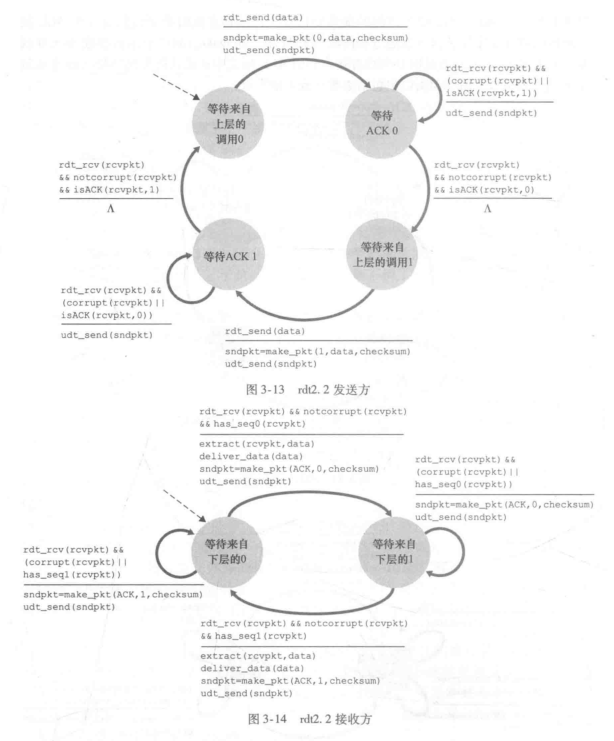 rdt_send(data)
sndpkt=make_pkt(0,data,checksum)
udt_send(sndpkt)
rdt_rcv(rcvpkt) &&
(corrupt(rcvpkt)||
isACK(rcvpkt,1))
udt_send(sndpkt)
等待来自
上层的
调用0
等待
ACK 0
rdt_rcv(rcvpkt)
&& notcorrupt(rcvpkt)
&& isACK(rcvpkt,1)
Λ
rdt_rcv(rcvpkt)
&& notcorrupt(rcvpkt)
&& isACK(rcvpkt,0)
Λ
等待ACK 1
等待来自
上层的调用1
rdt_rcv(rcvpkt) &&
(corrupt(rcvpkt)||
isACK(rcvpkt,0))
udt_send(sndpkt)
rdt_send(data)
sndpkt=make_pkt(1,data,checksum)
udt_send(sndpkt)
图 3-13 rdt2. 2 发送方
rdt_rcv(rcvpkt) && notcorrupt(rcvpkt)
&& has_seq0(rcvpkt)
extract(rcvpkt,data)
deliver_data(data)
sndpkt=make_pkt(ACK,0,checksum)
udt_send(sndpkt)
rdt_rcv(rcvpkt) &&
(corrupt(rcvpkt)||
has_seq0(rcvpkt))
sndpkt=make_pkt(ACK,0,checksum)
udt_send(sndpkt)
等待来自
下层的0
等待来自
下层的1
rdt_rcv(rcvpkt) &&
(corrupt(rcvpkt)||
has_seq1(rcvpkt))
sndpkt=make_pkt(ACK,1,checksum)
udt_send(sndpkt)
rdt_rcv(rcvpkt) && notcorrupt(rcvpkt)
&& has_seq1(rcvpkt)
extract(rcvpkt,data)
deliver_data(data)
sndpkt=make_pkt(ACK,1,checksum)
udt_send(sndpkt)
图 3-14 rdt2. 2 接收方